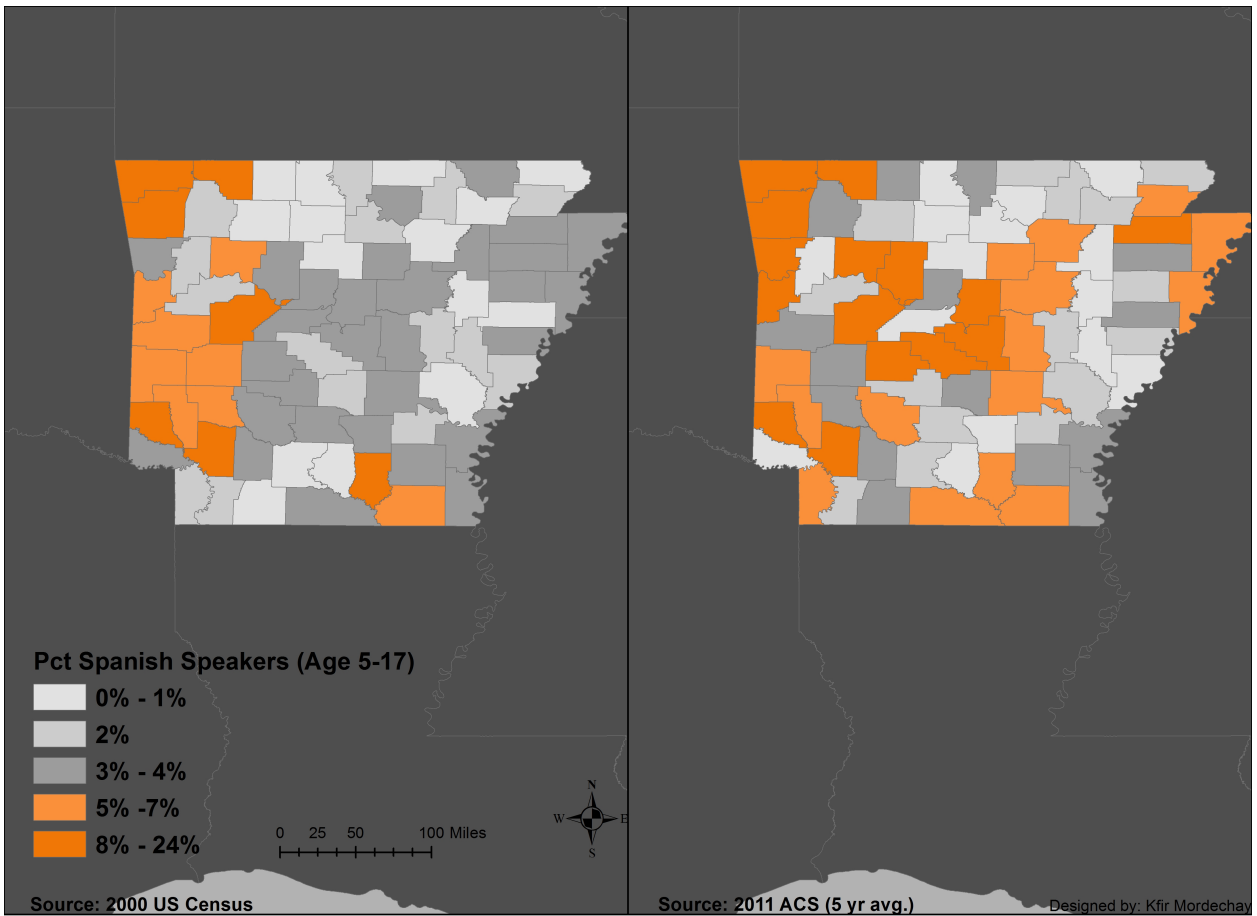 Pct Spanish Speakers (Age 5-17)
0% - 1%
2%
3% - 4%
5% -7%
8% - 24%
0 25 50 100 Miles
N
W E
S
Source: 2000 US Census
Source: 2011 ACS (5 yr avg.)
Designed by: Kfir Mordechay